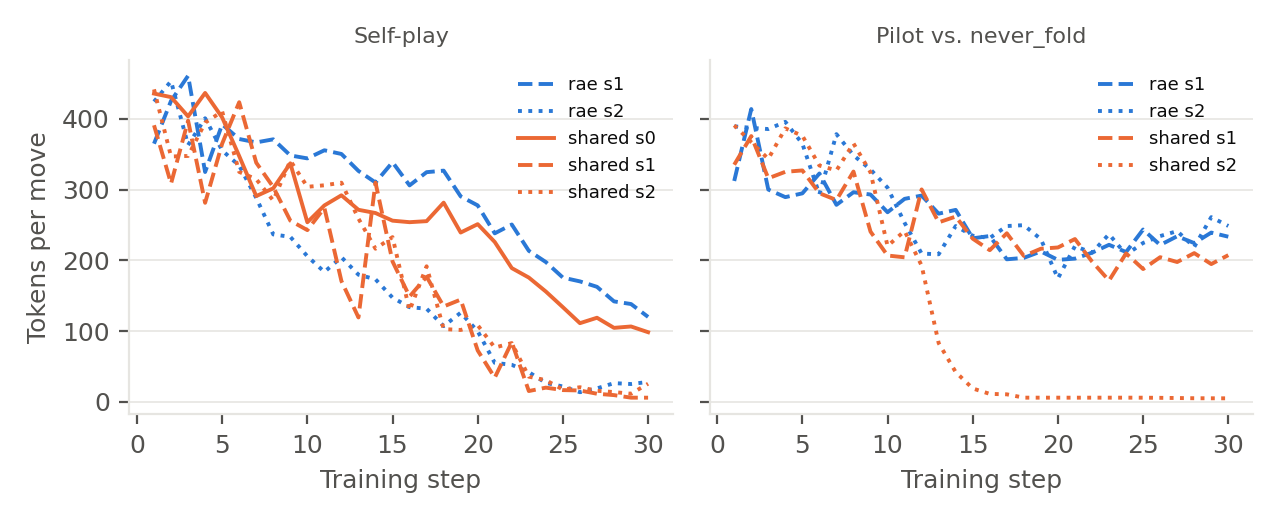 Self-play
Pilot vs. never_fold
rae s1
rae s2
shared s0
shared s1
shared s2
rae s1
rae s2
shared s1
shared s2
Tokens per move
400
300
200
100
0
0 5 10 15 20 25 30
0 5 10 15 20 25 30
Training step
Training step